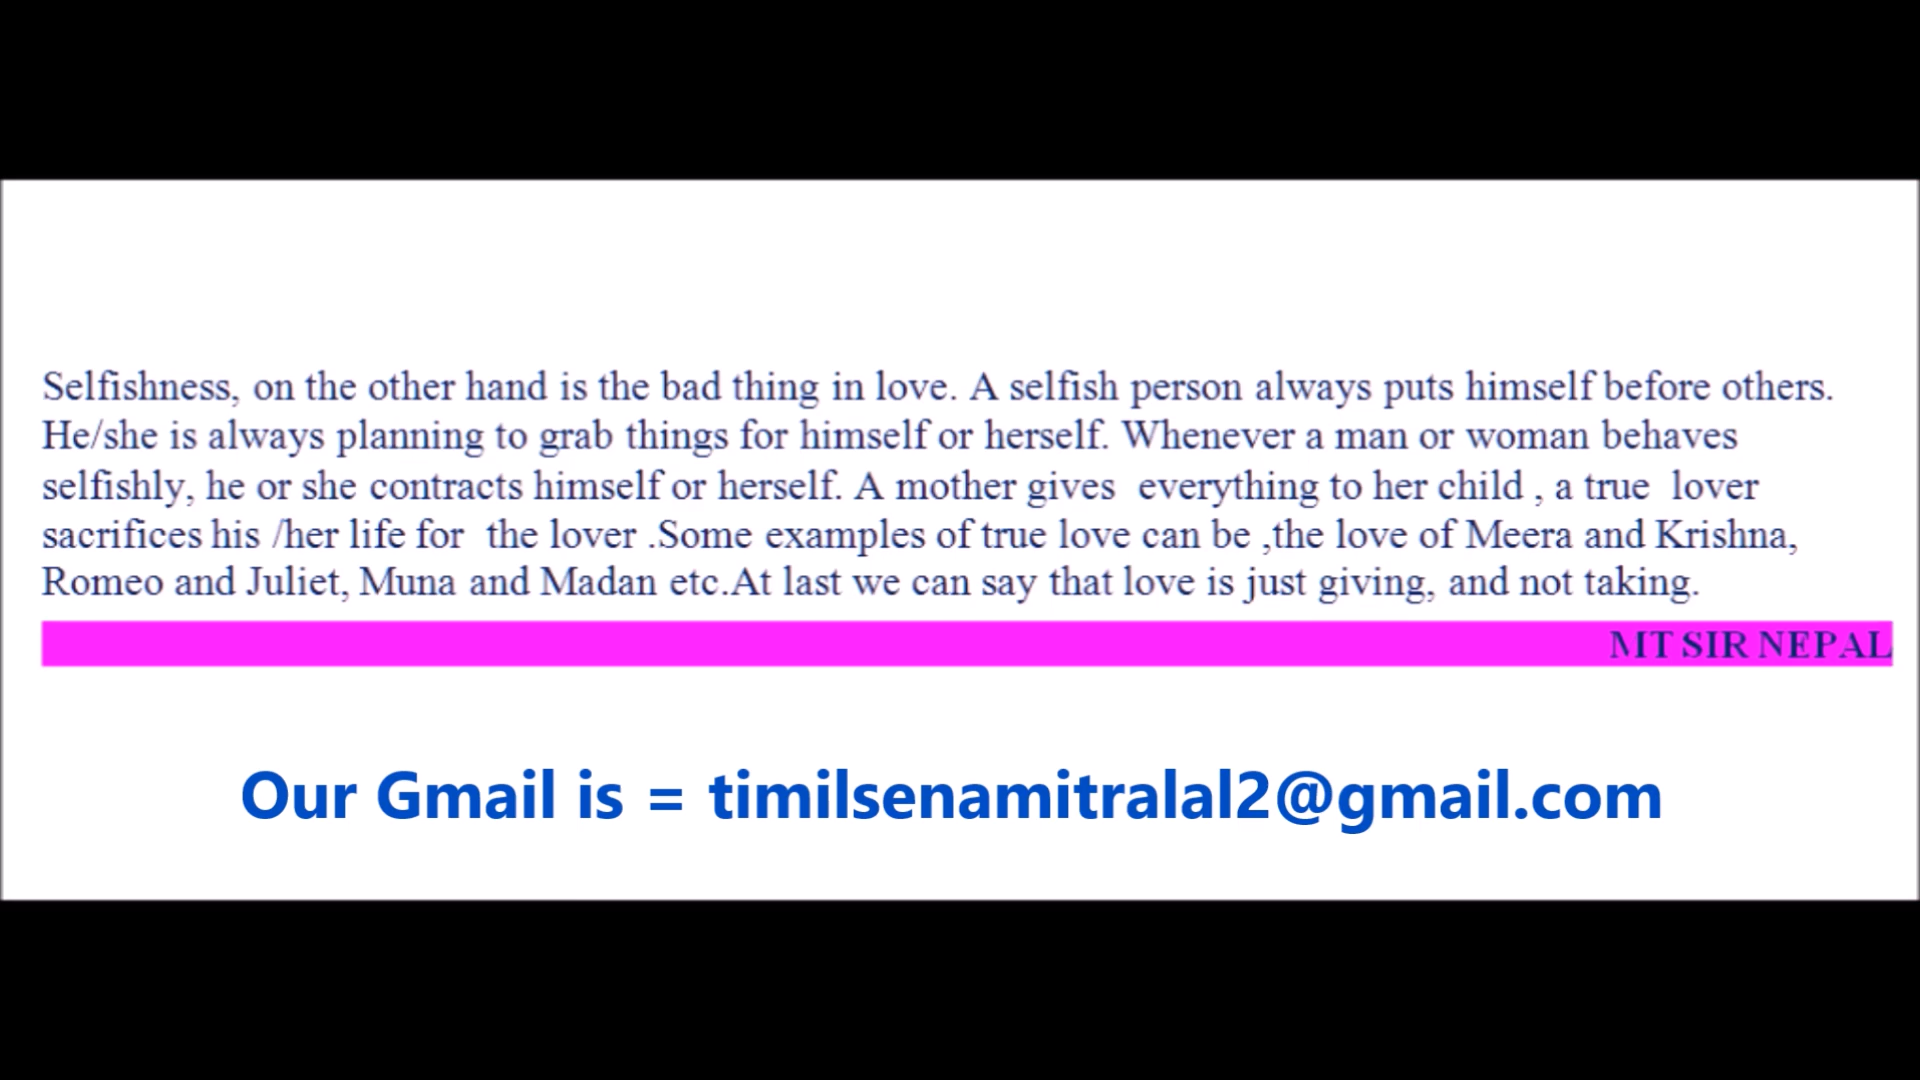 Selfishness, on the other hand is the bad thing in love. A selfish person always puts himself before others.
He/she is always planning to grab things for himself or herself. Whenever a man or woman behaves
selfishly, he or she contracts himself or herself. A mother gives  everything to her child , a true  lover
sacrifices his /her life for  the lover .Some examples of true love can be ,the love of Meera and Krishna,
Romeo and Juliet, Muna and Madan etc.At last we can say that love is just giving, and not taking.
MT SIR NEPAL
Our Gmail is = timilsenamitralal2@gmail.com